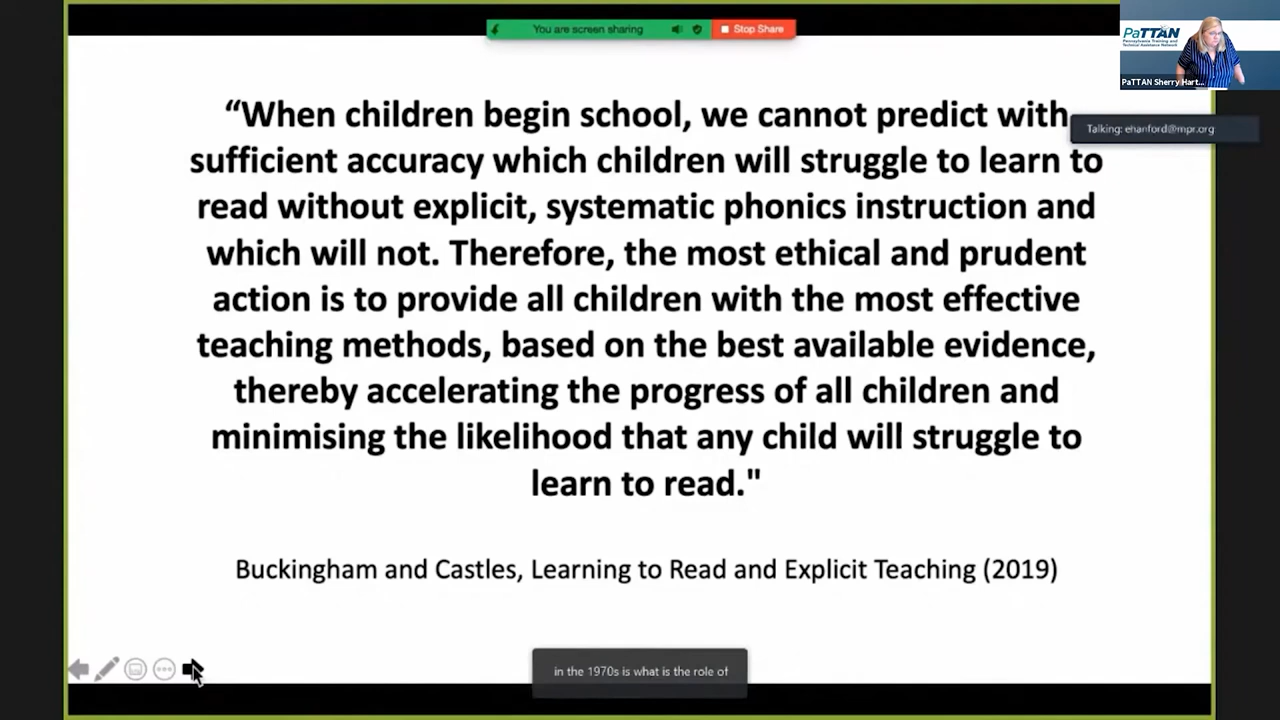 You are screen sharing
Stop Share
PaTTAN
Pennsylvania Training and
Technical Assistance Network
PaTTAN Sherry Hart...
Talking: ehanford@mpr.org
“When children begin school, we cannot predict with
sufficient accuracy which children will struggle to learn to
read without explicit, systematic phonics instruction and
which will not. Therefore, the most ethical and prudent
action is to provide all children with the most effective
teaching methods, based on the best available evidence,
thereby accelerating the progress of all children and
minimising the likelihood that any child will struggle to
learn to read."
Buckingham and Castles, Learning to Read and Explicit Teaching (2019)
in the 1970s is what is the role of